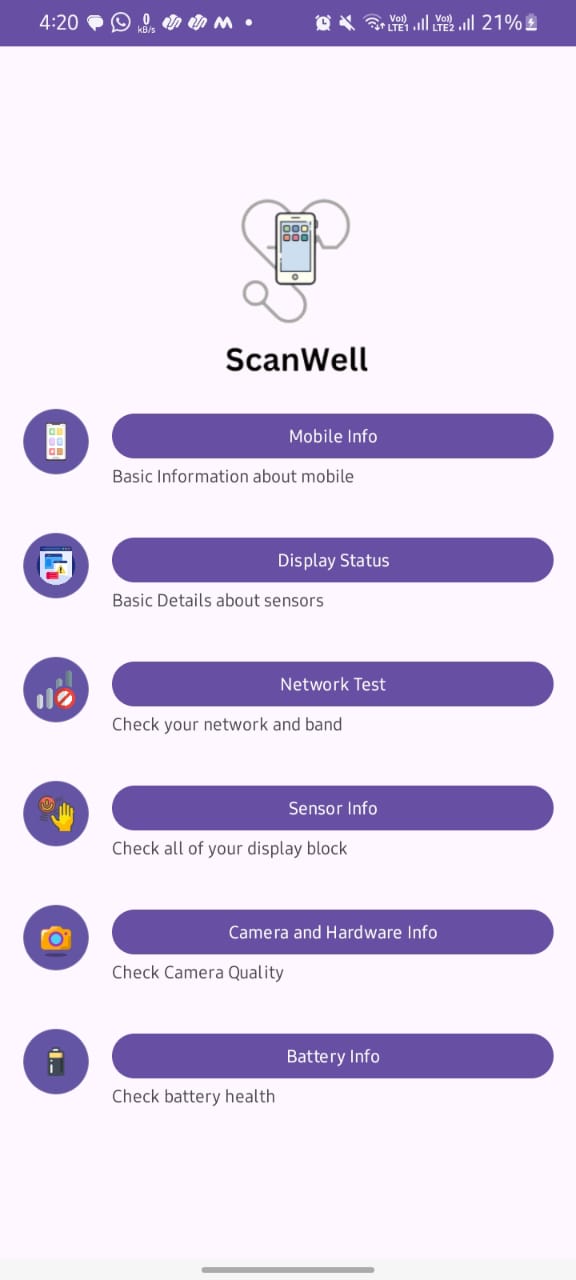 4:20 0 kB/s Vo) LTE1 Vo) LTE2 21%
ScanWell
Mobile Info
Basic Information about mobile
Display Status
Basic Details about sensors
Network Test
Check your network and band
Sensor Info
Check all of your display block
Camera and Hardware Info
Check Camera Quality
Battery Info
Check battery health